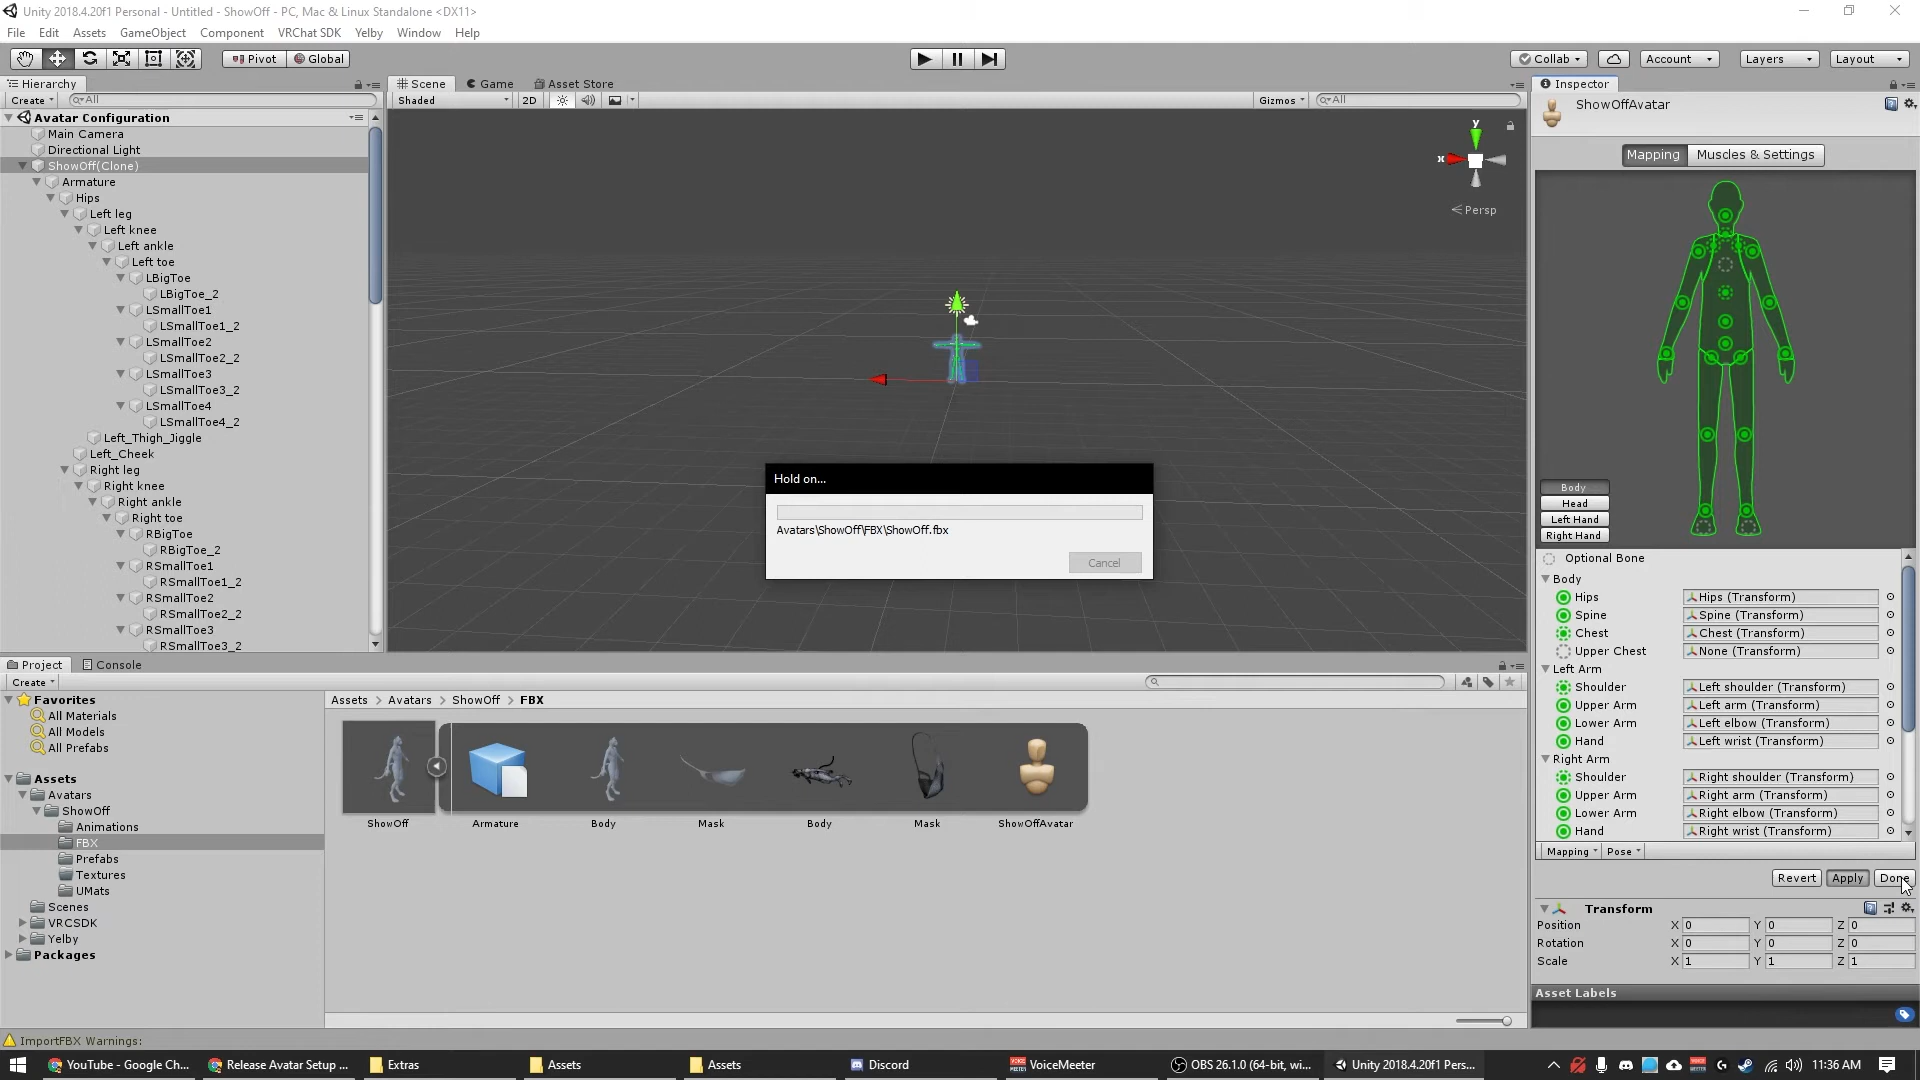 Unity 2018.4.20f1 Personal - Untitled - ShowOff - PC, Mac & Linux Standalone <DX11>
File Edit Assets GameObject Component VRChat SDK Yelby Window Help
Pivot Global Collab Account Layers Layout
Hierarchy
Create All
Avatar Configuration
Main Camera
Directional Light
ShowOff(Clone)
Armature
Hips
Left leg
Left knee
Left ankle
Left toe
LBigToe
LBigToe_2
LSmallToe1
LSmallToe1_2
LSmallToe2
LSmallToe2_2
LSmallToe3
LSmallToe3_2
LSmallToe4
LSmallToe4_2
Left_Thigh_Jiggle
Left_Cheek
Right leg
Right knee
Right ankle
Right toe
RBigToe
RBigToe_2
RSmallToe1
RSmallToe1_2
RSmallToe2
RSmallToe2_2
RSmallToe3
RSmallToe3_2
Scene Game Asset Store
Shaded 2D Gizmos All
y
x
Persp
Hold on...
Avatars\ShowOff\FBX\ShowOff.fbx
Cancel
Inspector
ShowOffAvatar
Mapping Muscles & Settings
Body
Head
Left Hand
Right Hand
Optional Bone
Body
Hips Hips (Transform)
Spine Spine (Transform)
Chest Chest (Transform)
Upper Chest None (Transform)
Left Arm
Shoulder Left shoulder (Transform)
Upper Arm Left arm (Transform)
Lower Arm Left elbow (Transform)
Hand Left wrist (Transform)
Right Arm
Shoulder Right shoulder (Transform)
Upper Arm Right arm (Transform)
Lower Arm Right elbow (Transform)
Hand Right wrist (Transform)
Mapping Pose
Revert Apply Done
Transform
Position X 0 Y 0 Z 0
Rotation X 0 Y 0 Z 0
Scale X 1 Y 1 Z 1
Asset Labels
Project Console
Create
Favorites
All Materials
All Models
All Prefabs
Assets
Avatars
ShowOff
Animations
FBX
Prefabs
Textures
UMats
Scenes
VRCSDK
Yelby
Packages
Assets > Avatars > ShowOff > FBX
ShowOff Armature Body Mask Body Mask ShowOffAvatar
ImportFBX Warnings:
YouTube - Google Ch... Release Avatar Setup ... Extras Assets Assets Discord VoiceMeeter OBS 26.1.0 (64-bit, wi... Unity 2018.4.20f1 Pers... 11:36 AM